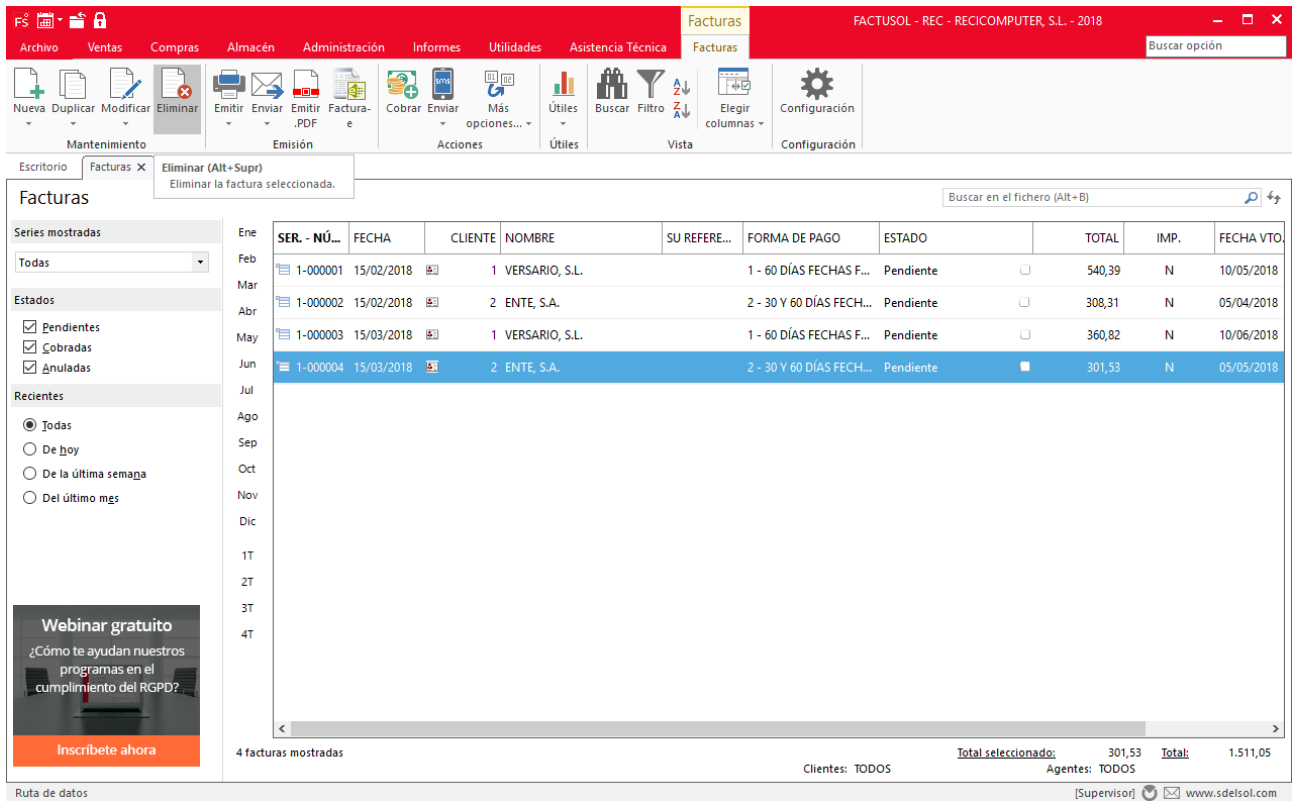 FS
Facturas
FACTUSOL - REC - RECICOMPUTER, S.L. - 2018
Archivo Ventas Compras Almacén Administración Informes Utilidades Asistencia Técnica Facturas
Buscar opción
Nueva Duplicar Modificar Eliminar Emitir Enviar Emitir .PDF Factura-e Cobrar Enviar Más opciones... Útiles Buscar Filtro Elegir columnas Configuración
Mantenimiento Emisión Acciones Útiles Vista Configuración
Escritorio Facturas
Eliminar (Alt+Supr)
Eliminar la factura seleccionada.
Facturas
Buscar en el fichero (Alt+B)
Series mostradas
Todas
Estados
Pendientes
Cobradas
Anuladas
Recientes
Todas
De hoy
De la última semana
Del último mes
Webinar gratuito
¿Cómo te ayudan nuestros
programas en el
cumplimiento del RGPD?
Inscríbete ahora
Ene
Feb
Mar
Abr
May
Jun
Jul
Ago
Sep
Oct
Nov
Dic
1T
2T
3T
4T
SER. - NÚ... FECHA CLIENTE NOMBRE SU REFERE... FORMA DE PAGO ESTADO TOTAL IMP. FECHA VTO.
1-000001 15/02/2018 1 VERSARIO, S.L. 1 - 60 DÍAS FECHAS F... Pendiente 540,39 N 10/05/2018
1-000002 15/02/2018 2 ENTE, S.A. 2 - 30 Y 60 DÍAS FECH... Pendiente 308,31 N 05/04/2018
1-000003 15/03/2018 1 VERSARIO, S.L. 1 - 60 DÍAS FECHAS F... Pendiente 360,82 N 10/06/2018
1-000004 15/03/2018 2 ENTE, S.A. 2 - 30 Y 60 DÍAS FECH... Pendiente 301,53 N 05/05/2018
4 facturas mostradas
Total seleccionado: 301,53 Total: 1.511,05
Clientes: TODOS Agentes: TODOS
Ruta de datos
[Supervisor] www.sdelsol.com